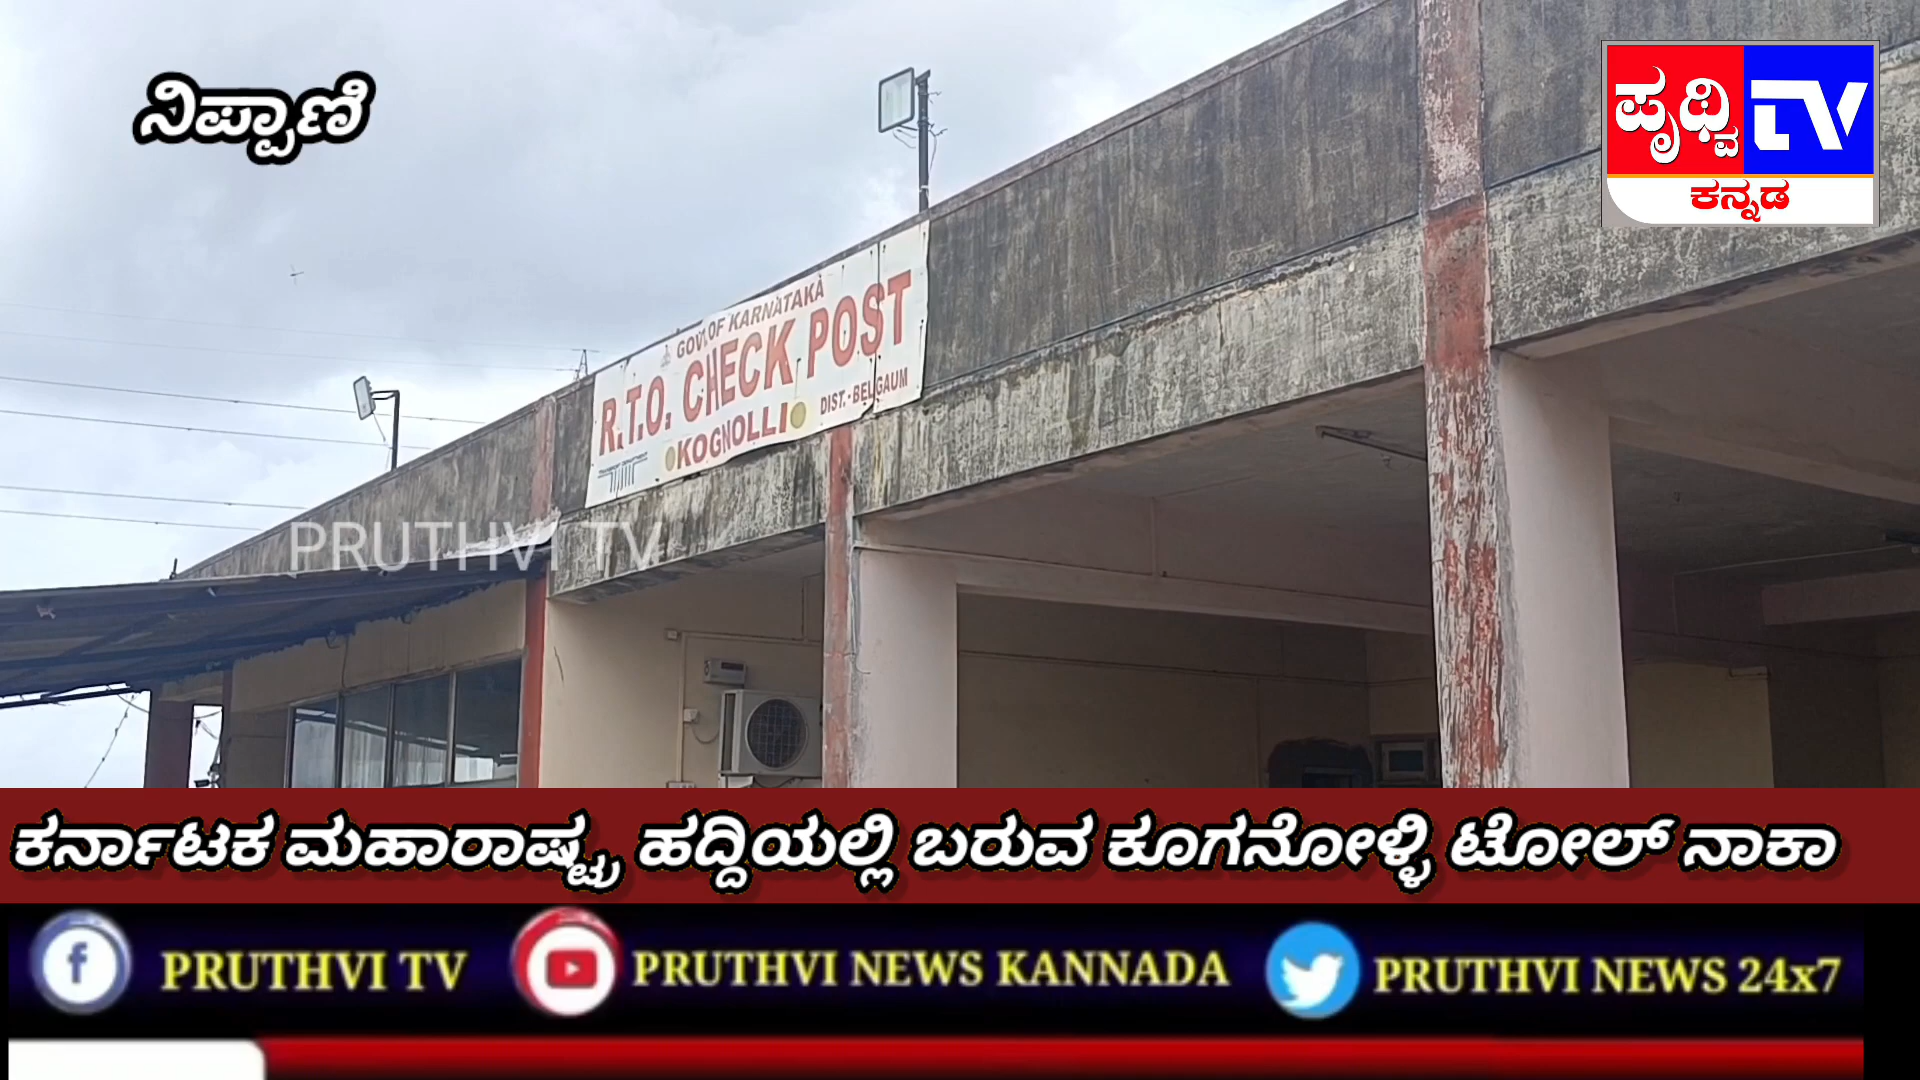 ನಿಪ್ಪಾಣಿ
ಪೃಥ್ವಿ TV
ಕನ್ನಡ
GOVT. OF KARNATAKA
R.T.O. CHECK POST
KOGNOLLI DIST.-BELGAUM
PRUTHVI TV
ಕರ್ನಾಟಕ ಮಹಾರಾಷ್ಟ್ರ ಹದ್ದಿಯಲ್ಲಿ ಬರುವ ಕೂಗನೋಳ್ಳಿ ಟೋಲ್ ನಾಕಾ
PRUTHVI TV PRUTHVI NEWS KANNADA PRUTHVI NEWS 24x7